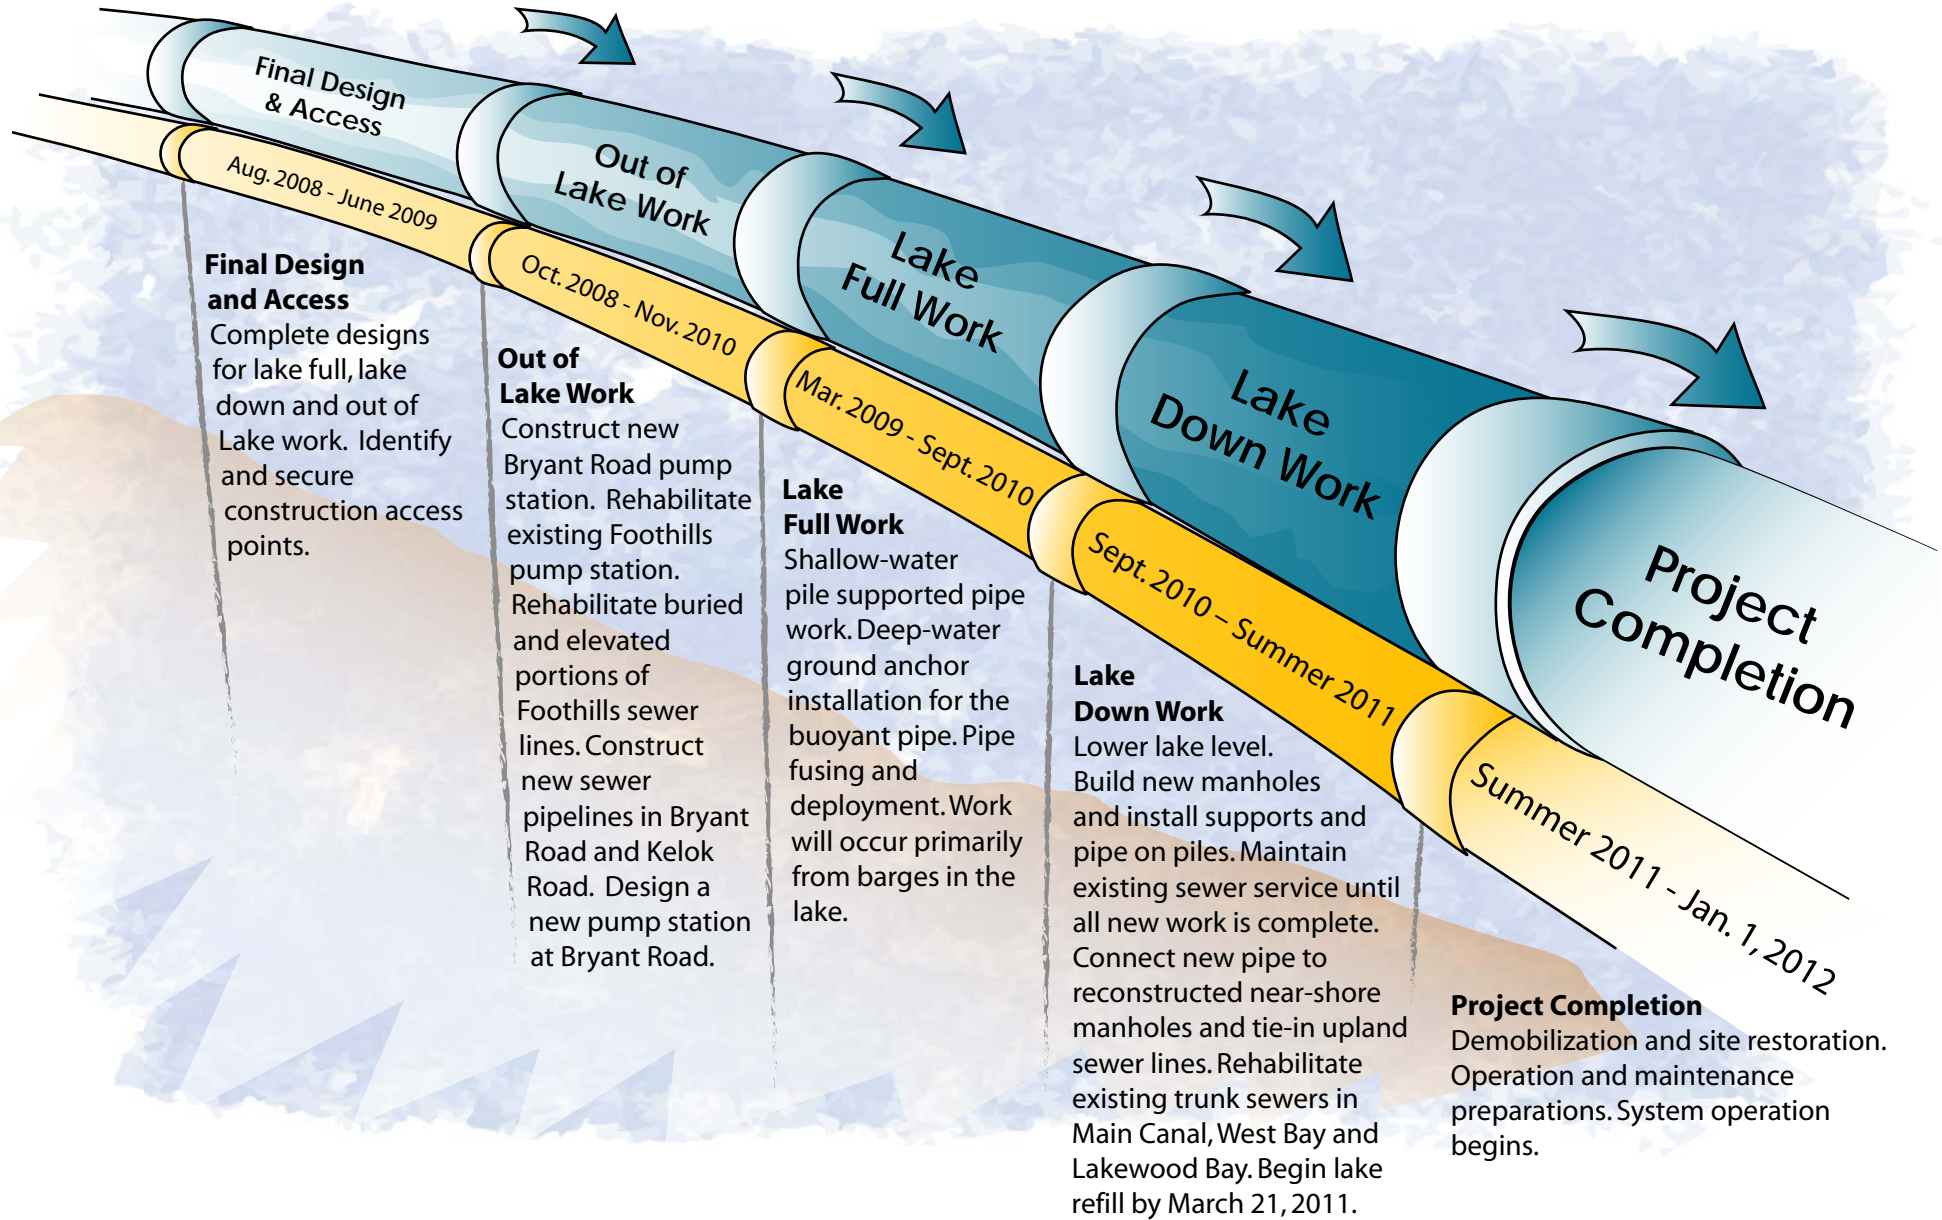 Final Design
& Access
Out of
Lake Work
Lake
Full Work
Lake
Down Work
Project
Completion
Aug. 2008 - June 2009
Oct. 2008 - Nov. 2010
Mar. 2009 - Sept. 2010
Sept. 2010 – Summer 2011
Summer 2011 - Jan. 1, 2012
Final Design
and Access
Complete designs
for lake full, lake
down and out of
Lake work. Identify
and secure
construction access
points.
Out of
Lake Work
Construct new
Bryant Road pump
station. Rehabilitate
existing Foothills
pump station.
Rehabilitate buried
and elevated
portions of
Foothills sewer
lines. Construct
new sewer
pipelines in Bryant
Road and Kelok
Road. Design a
new pump station
at Bryant Road.
Lake
Full Work
Shallow-water
pile supported pipe
work. Deep-water
ground anchor
installation for the
buoyant pipe. Pipe
fusing and
deployment. Work
will occur primarily
from barges in the
lake.
Lake
Down Work
Lower lake level.
Build new manholes
and install supports and
pipe on piles. Maintain
existing sewer service until
all new work is complete.
Connect new pipe to
reconstructed near-shore
manholes and tie-in upland
sewer lines. Rehabilitate
existing trunk sewers in
Main Canal, West Bay and
Lakewood Bay. Begin lake
refill by March 21, 2011.
Project Completion
Demobilization and site restoration.
Operation and maintenance
preparations. System operation
begins.